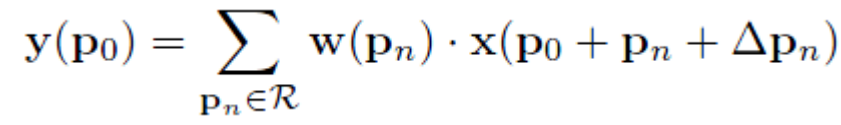 y(p₀) = ∑ w(pₙ) · x(p₀ + pₙ + Δpₙ)
pₙ∈ℛ